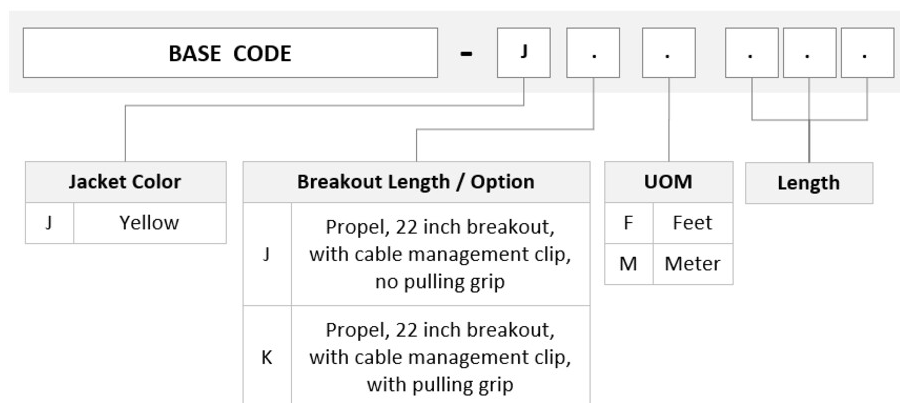 BASE CODE - J . . . . .
Jacket Color
J Yellow
Breakout Length / Option
J Propel, 22 inch breakout,
with cable management clip,
no pulling grip
K Propel, 22 inch breakout,
with cable management clip,
with pulling grip
UOM
F Feet
M Meter
Length